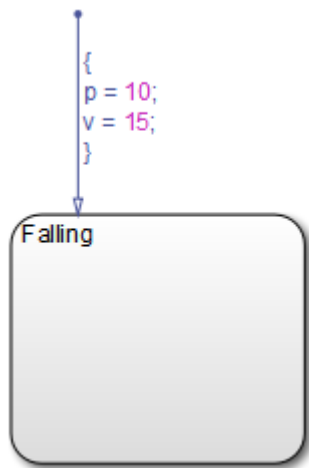 {
p = 10;
v = 15;
}
Falling